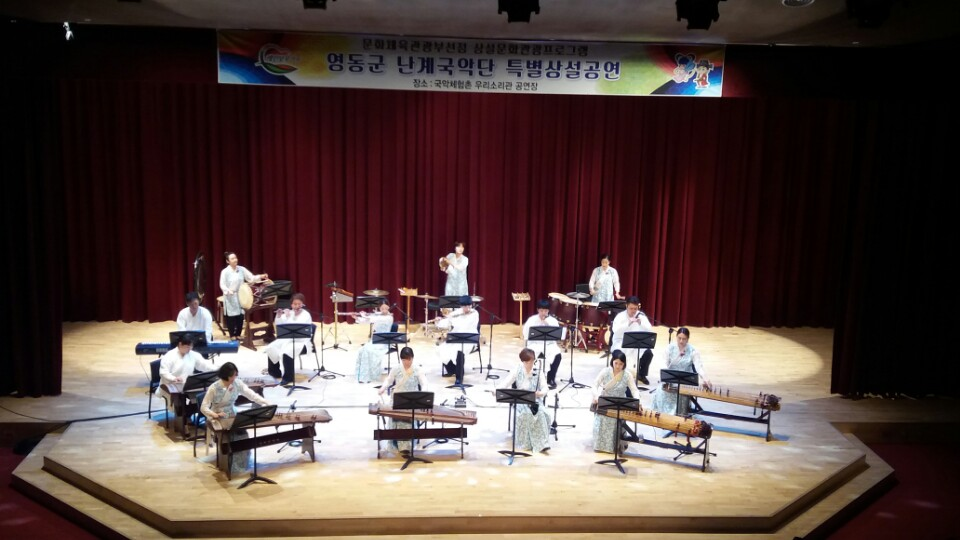 문화체육관광부선정 상설문화관광프로그램
영동군 난계국악단 특별상설공연
장소 : 국악체험촌 우리소리관 공연장